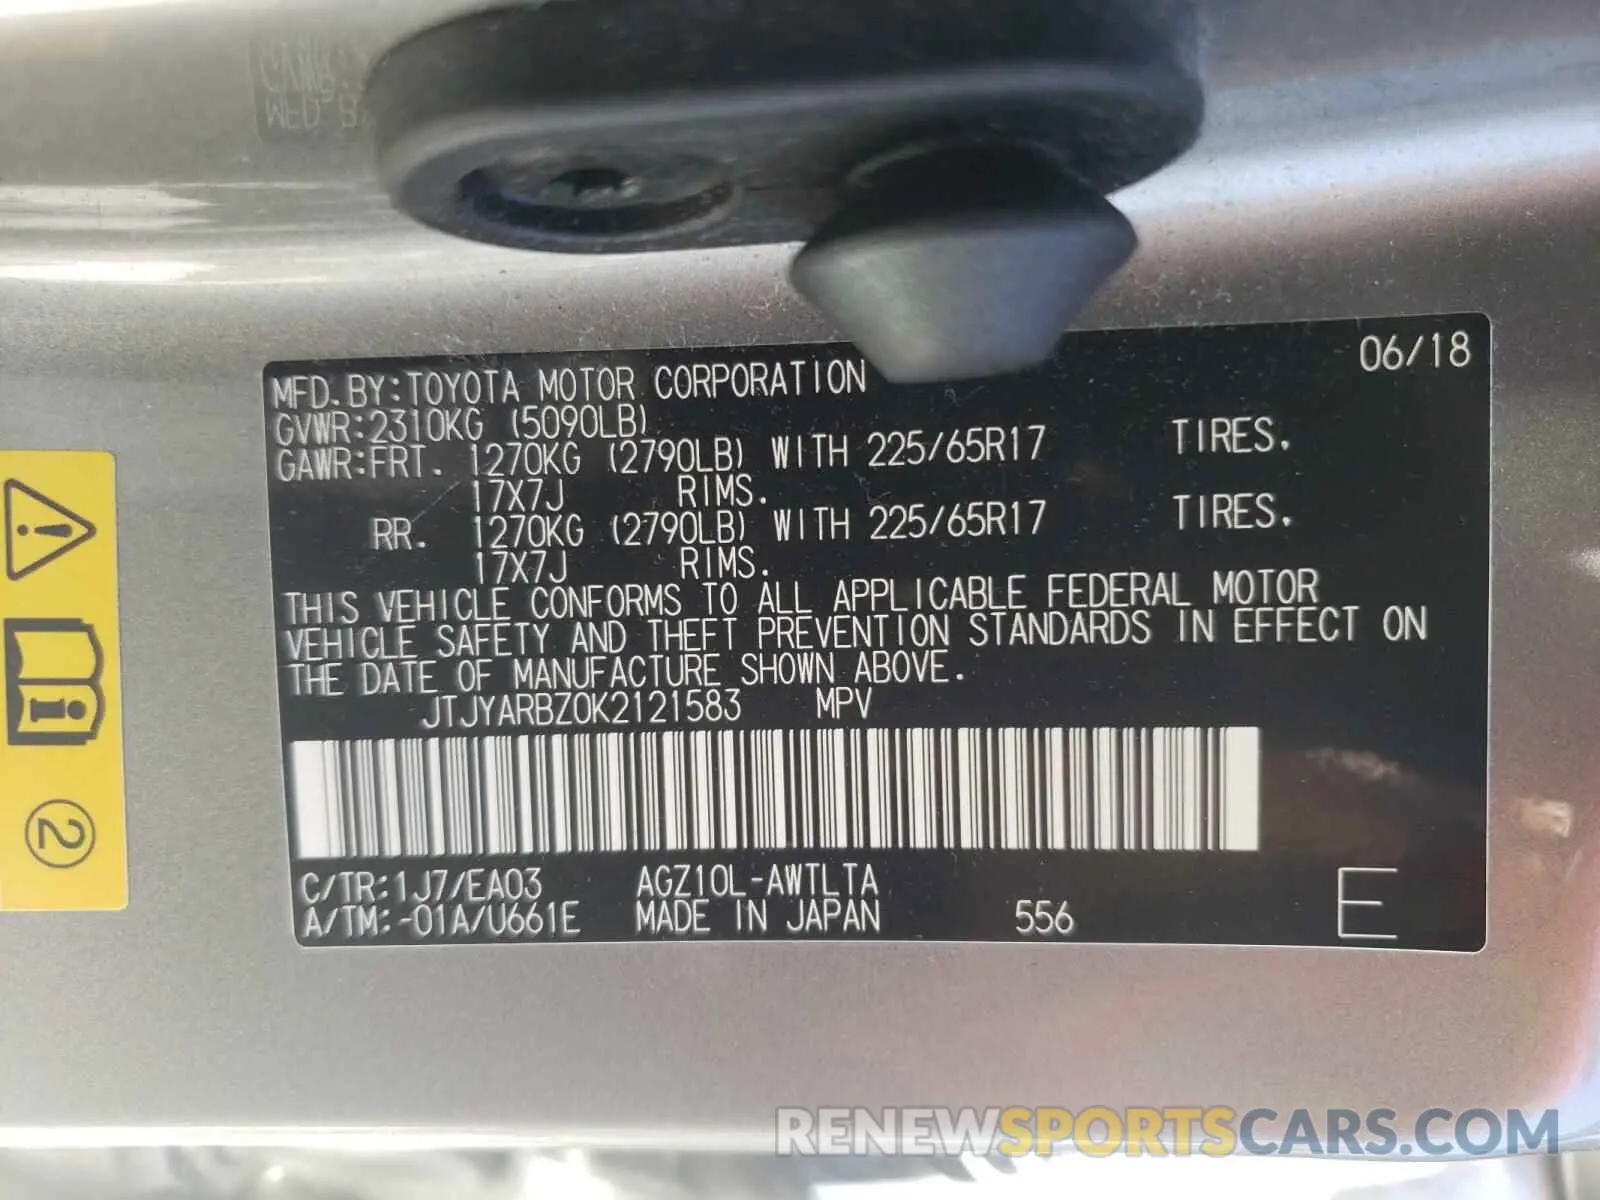 MFD.BY:TOYOTA MOTOR CORPORATION 06/18
GVWR:2310KG (5090LB)
GAWR:FRT. 1270KG (2790LB) WITH 225/65R17 TIRES.
17X7J RIMS.
RR. 1270KG (2790LB) WITH 225/65R17 TIRES.
17X7J RIMS.
THIS VEHICLE CONFORMS TO ALL APPLICABLE FEDERAL MOTOR
VEHICLE SAFETY AND THEFT PREVENTION STANDARDS IN EFFECT ON
THE DATE OF MANUFACTURE SHOWN ABOVE.
JTJYARBZ0K2121583 MPV
C/TR:1J7/EA03 AGZ10L-AWTLTA
A/TM:-01A/U661E MADE IN JAPAN 556 E
2
RENEWSPORTSCARS.COM